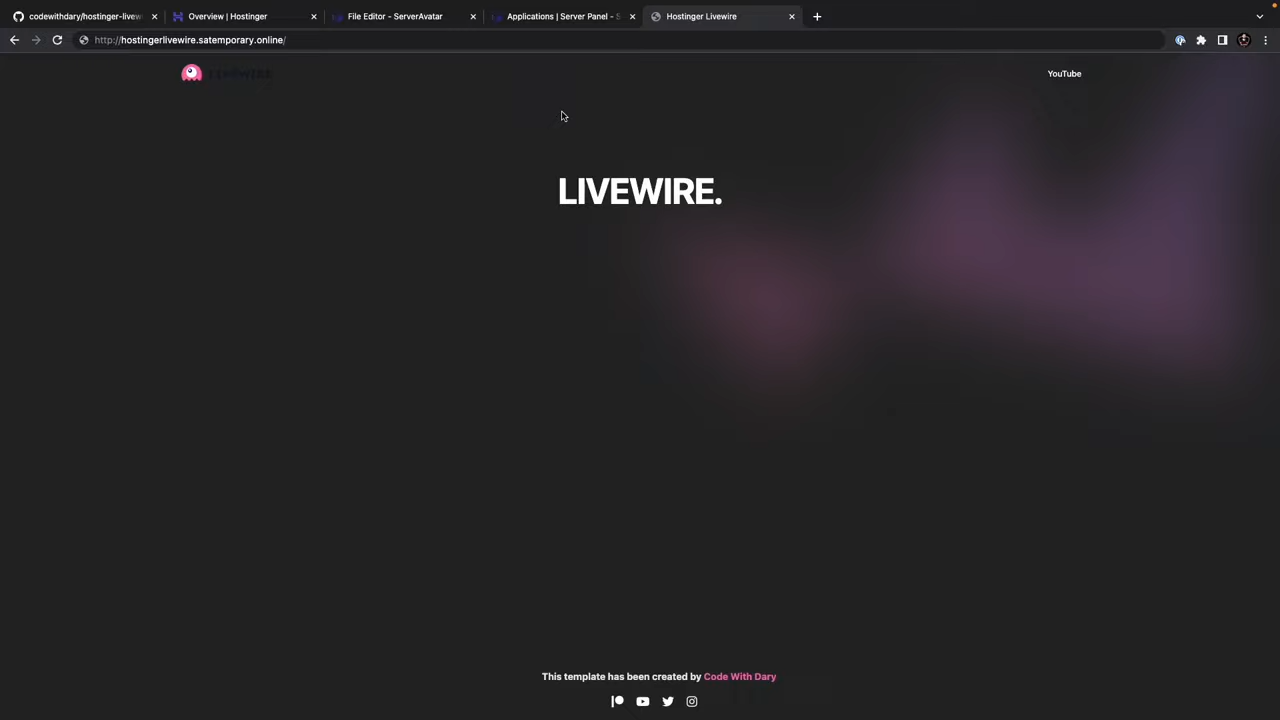 codewithdary/hostinger-livew
Overview | Hostinger
File Editor - ServerAvatar
Applications | Server Panel - S
Hostinger Livewire
http://hostingerlivewire.satemporary.online/
LIVEWIRE
YouTube
LIVEWIRE.
This template has been created by Code With Dary